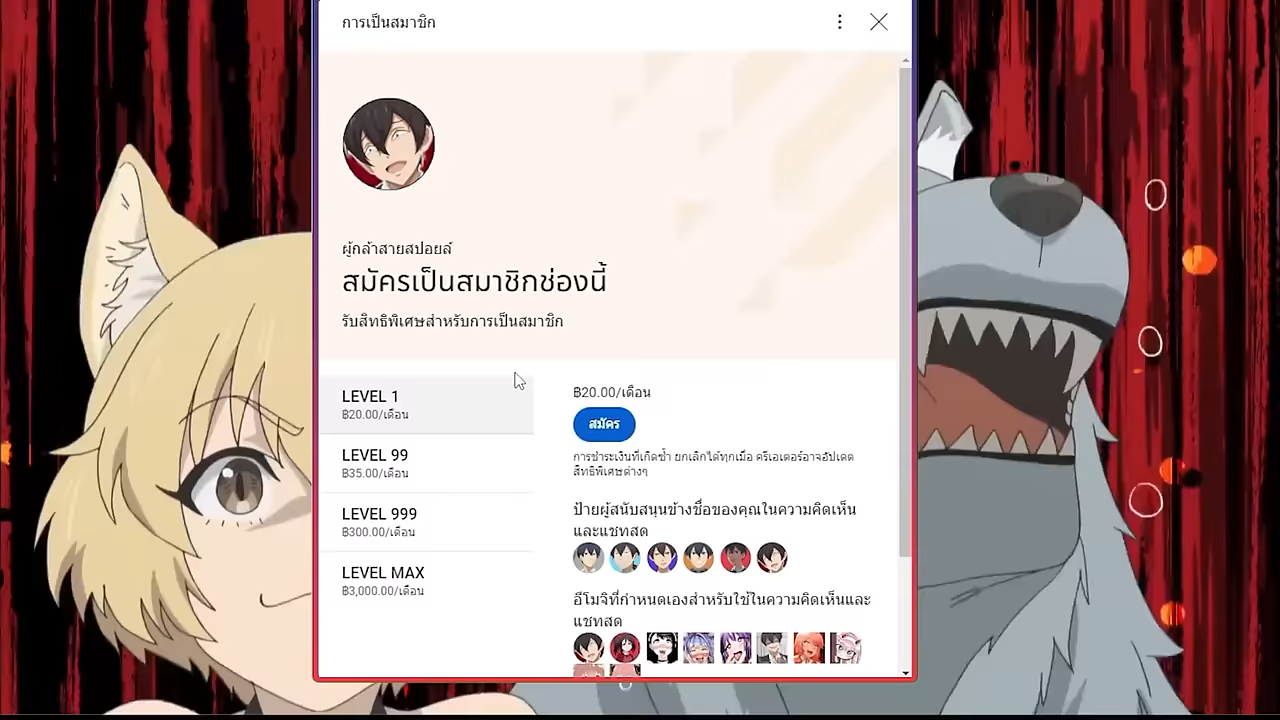 การเป็นสมาชิก
ผู้กล้าสายสปอยล์
สมัครเป็นสมาชิกช่องนี้
รับสิทธิพิเศษสำหรับการเป็นสมาชิก
LEVEL 1
฿20.00/เดือน
LEVEL 99
฿35.00/เดือน
LEVEL 999
฿300.00/เดือน
LEVEL MAX
฿3,000.00/เดือน
฿20.00/เดือน
สมัคร
การชำระเงินที่เกิดซ้ำ ยกเลิกได้ทุกเมื่อ ครีเอเตอร์อาจอัปเดต
สิทธิพิเศษต่างๆ
ป้ายผู้สนับสนุนข้างชื่อของคุณในความคิดเห็น
และแชทสด
อีโมจิที่กำหนดเองสำหรับใช้ในความคิดเห็นและ
แชทสด